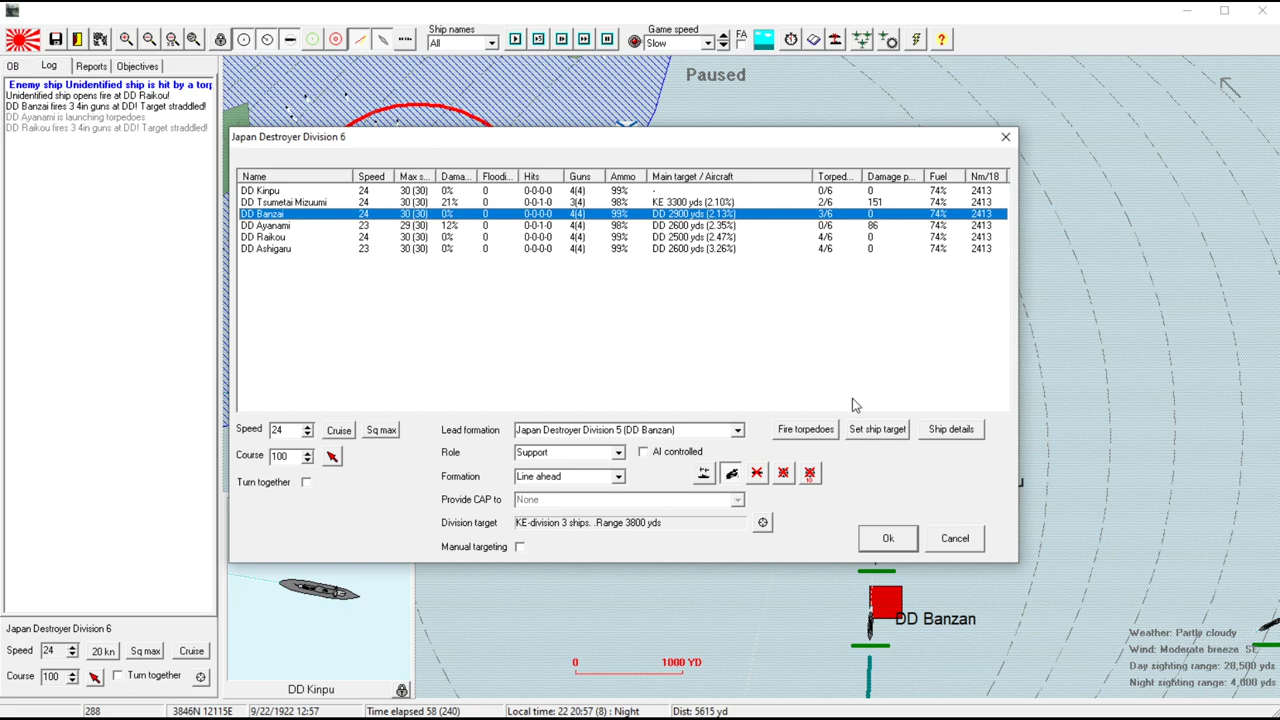 Ship names
All
Game speed
Slow
FA
OB
Log
Reports
Objectives
Enemy ship Unidentified ship is hit by a torp
Unidentified ship opens fire at DD Raikou!
DD Banzai fires 3 4in guns at DD! Target straddled!
DD Ayanami is launching torpedoes
DD Raikou fires 3 4in guns at DD! Target straddled!
Paused
Japan Destroyer Division 6
Name Speed Max s... Dama... Floodi... Hits Guns Ammo Main target / Aircraft Torped... Damage p... Fuel Nm/18
DD Kinpu 24 30 (30) 0% 0 0-0-0-0 4(4) 99% - 0/6 0 74% 2413
DD Tsumetai Mizuumi 24 30 (30) 21% 0 0-0-1-0 3(4) 98% KE 3300 yds (2.10%) 2/6 151 74% 2413
DD Banzai 24 30 (30) 0% 0 0-0-0-0 4(4) 99% DD 2900 yds (2.13%) 3/6 0 74% 2413
DD Ayanami 23 29 (30) 12% 0 0-0-1-0 4(4) 98% DD 2600 yds (2.35%) 0/6 86 74% 2413
DD Raikou 24 30 (30) 0% 0 0-0-0-0 4(4) 99% DD 2500 yds (2.47%) 4/6 0 74% 2413
DD Ashigaru 23 30 (30) 0% 0 0-0-0-0 4(4) 99% DD 2600 yds (3.26%) 4/6 0 74% 2413
Speed 24 Cruise Sq max
Course 100
Turn together
Lead formation Japan Destroyer Division 5 (DD Banzan)
Role Support AI controlled
Formation Line ahead
Provide CAP to None
Division target KE-division 3 ships. .Range 3800 yds
Manual targeting
Fire torpedoes Set ship target Ship details
10
Ok Cancel
DD Banzan
Weather: Partly cloudy
Wind: Moderate breeze SE
Day sighting range: 28,500 yds
Night sighting range: 4,000 yds
0 1000 YD
Japan Destroyer Division 6
Speed 24 20 kn Sq max Cruise
Course 100 Turn together
DD Kinpu
288 3846N 12115E 9/22/1922 12:57 Time elapsed 58 (240) Local time: 22 20:57 (8) : Night Dist: 5615 yd